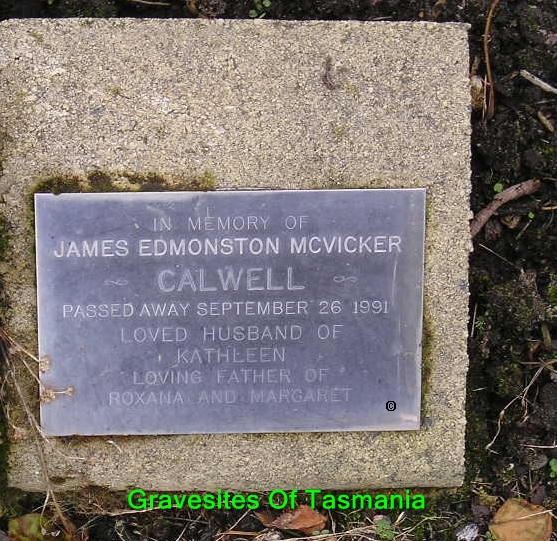 IN MEMORY OF
JAMES EDMONSTON MCVICKER
CALWELL
PASSED AWAY SEPTEMBER 26 1991
LOVED HUSBAND OF
KATHLEEN
LOVING FATHER OF
ROXANA AND MARGARET
©
Gravesites Of Tasmania